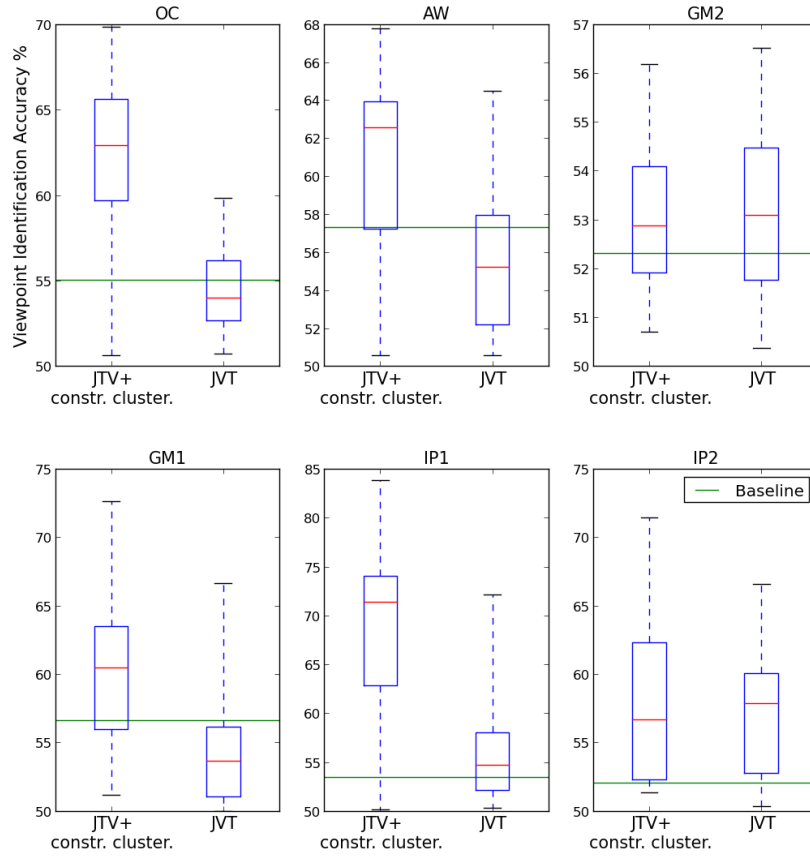 OC
AW
GM2
Viewpoint Identification Accuracy %
70
65
60
55
50
68
66
64
62
60
58
56
54
52
50
57
56
55
54
53
52
51
50
JTV+
constr. cluster.
JVT
JTV+
constr. cluster.
JVT
JTV+
constr. cluster.
JVT
GM1
IP1
IP2
75
70
65
60
55
50
85
80
75
70
65
60
55
50
75
70
65
60
55
50
Baseline
JTV+
constr. cluster.
JVT
JTV+
constr. cluster.
JVT
JTV+
constr. cluster.
JVT